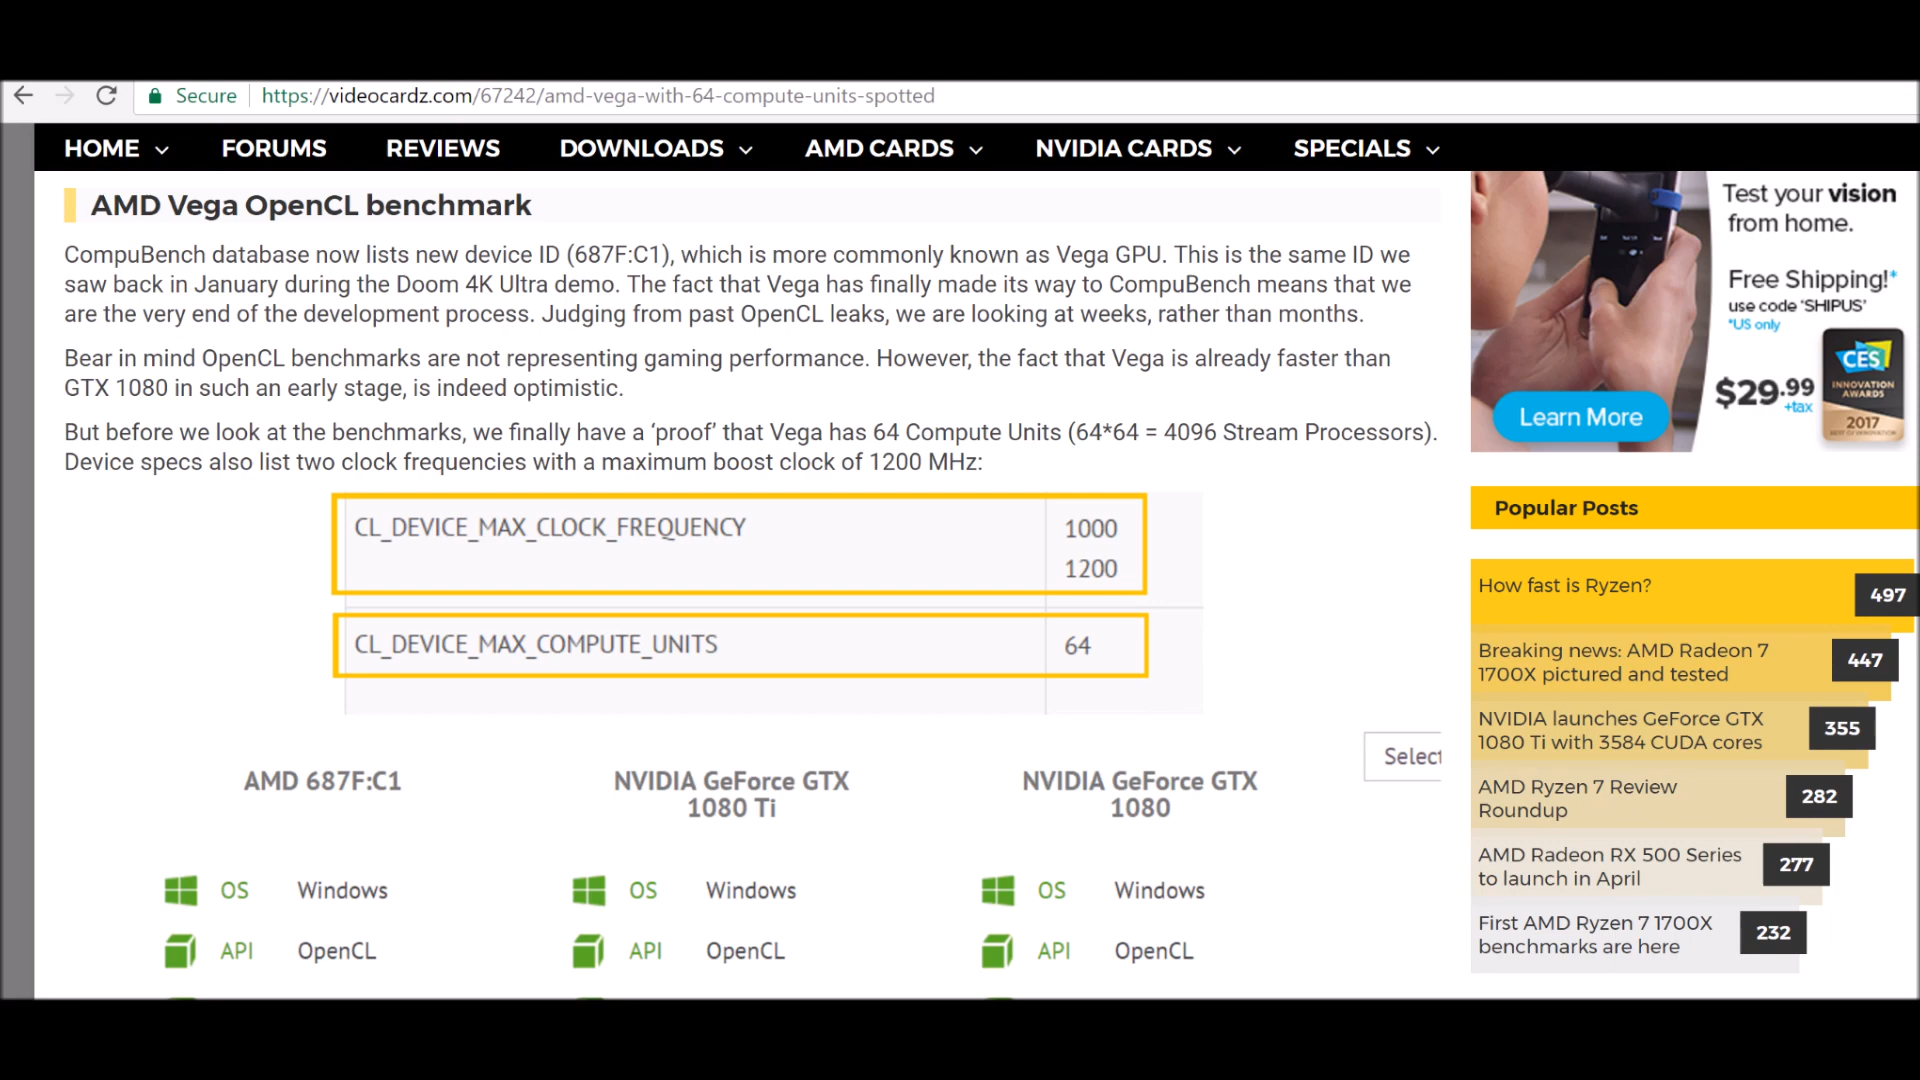 Secure https://videocardz.com/67242/amd-vega-with-64-compute-units-spotted
HOME FORUMS REVIEWS DOWNLOADS AMD CARDS NVIDIA CARDS SPECIALS
AMD Vega OpenCL benchmark
CompuBench database now lists new device ID (687F:C1), which is more commonly known as Vega GPU. This is the same ID we
saw back in January during the Doom 4K Ultra demo. The fact that Vega has finally made its way to CompuBench means that we
are the very end of the development process. Judging from past OpenCL leaks, we are looking at weeks, rather than months.
Bear in mind OpenCL benchmarks are not representing gaming performance. However, the fact that Vega is already faster than
GTX 1080 in such an early stage, is indeed optimistic.
But before we look at the benchmarks, we finally have a ‘proof’ that Vega has 64 Compute Units (64*64 = 4096 Stream Processors).
Device specs also list two clock frequencies with a maximum boost clock of 1200 MHz:
CL_DEVICE_MAX_CLOCK_FREQUENCY 1000
1200
CL_DEVICE_MAX_COMPUTE_UNITS 64
Select
AMD 687F:C1
NVIDIA GeForce GTX
1080 Ti
NVIDIA GeForce GTX
1080
OS Windows
API OpenCL
OS Windows
API OpenCL
OS Windows
API OpenCL
Test your vision
from home.
Free Shipping!*
use code 'SHIPUS'
*US only
$29.99
+tax
Learn More
CES
INNOVATION
AWARDS
2017
Popular Posts
How fast is Ryzen?
497
Breaking news: AMD Radeon 7
1700X pictured and tested
447
NVIDIA launches GeForce GTX
1080 Ti with 3584 CUDA cores
355
AMD Ryzen 7 Review
Roundup
282
AMD Radeon RX 500 Series
to launch in April
277
First AMD Ryzen 7 1700X
benchmarks are here
232